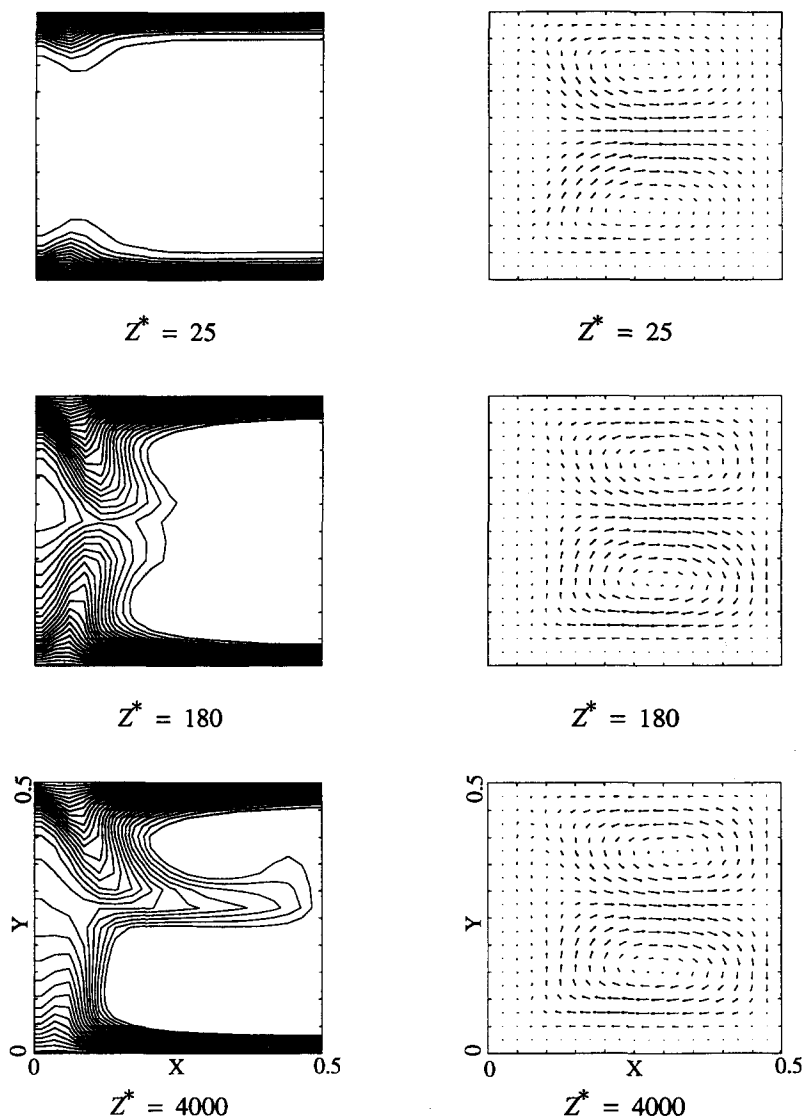 Z* = 25
Z* = 25
Z* = 180
Z* = 180
0.5
Y
0
0
X
0.5
Z* = 4000
0.5
Y
0
0
X
0.5
Z* = 4000